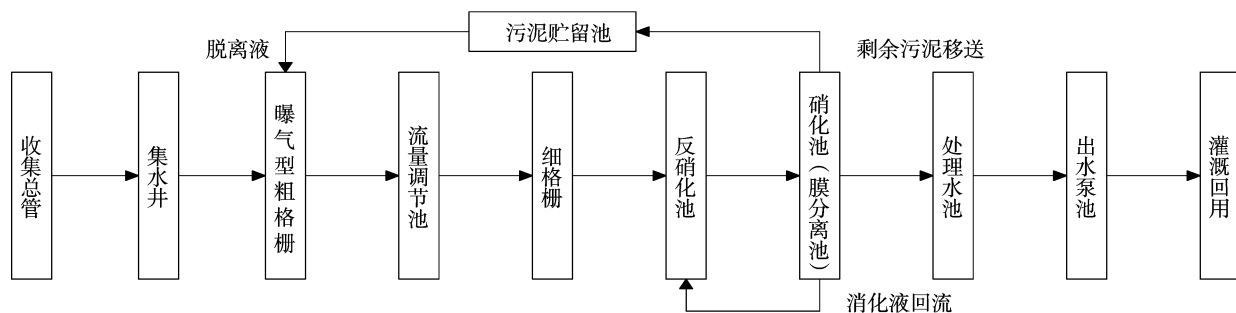 污泥贮留池
脱离液
剩余污泥移送
收集总管
集水井
曝气型粗格栅
流量调节池
细格栅
反硝化池
硝化池（膜分离池）
处理水池
出水泵池
灌溉回用
消化液回流